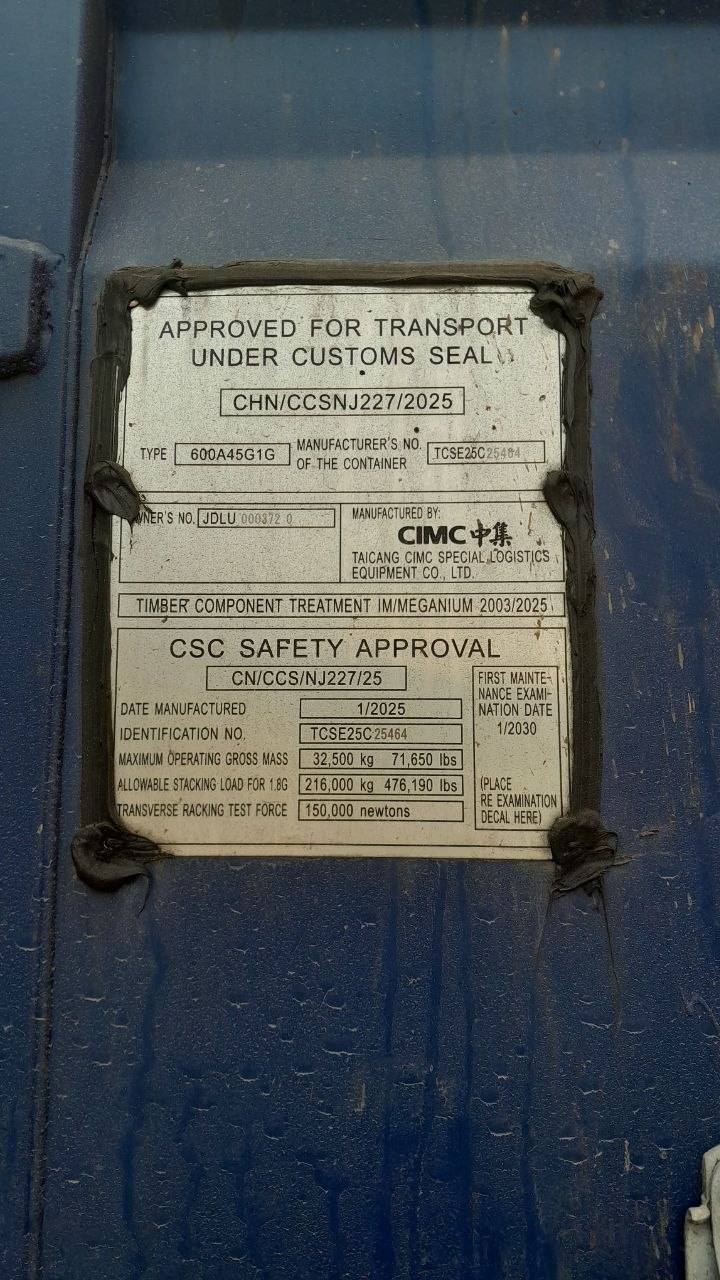 APPROVED FOR TRANSPORT
UNDER CUSTOMS SEAL
CHN/CCSNJ227/2025
TYPE 600A45G1G MANUFACTURER'S NO. OF THE CONTAINER TCSE25C25464
WNER'S NO. JDLU 000372 0
MANUFACTURED BY:
CIMC中集
TAICANG CIMC SPECIAL LOGISTICS
EQUIPMENT CO., LTD.
TIMBER COMPONENT TREATMENT IM/MEGANIUM 2003/2025
CSC SAFETY APPROVAL
CN/CCS/NJ227/25
DATE MANUFACTURED 1/2025
IDENTIFICATION NO. TCSE25C25464
MAXIMUM OPERATING GROSS MASS 32,500 kg 71,650 lbs
ALLOWABLE STACKING LOAD FOR 1.8G 216,000 kg 476,190 lbs
TRANSVERSE RACKING TEST FORCE 150,000 newtons
FIRST MAINTE-
NANCE EXAMI-
NATION DATE
1/2030
(PLACE
RE EXAMINATION
DECAL HERE)